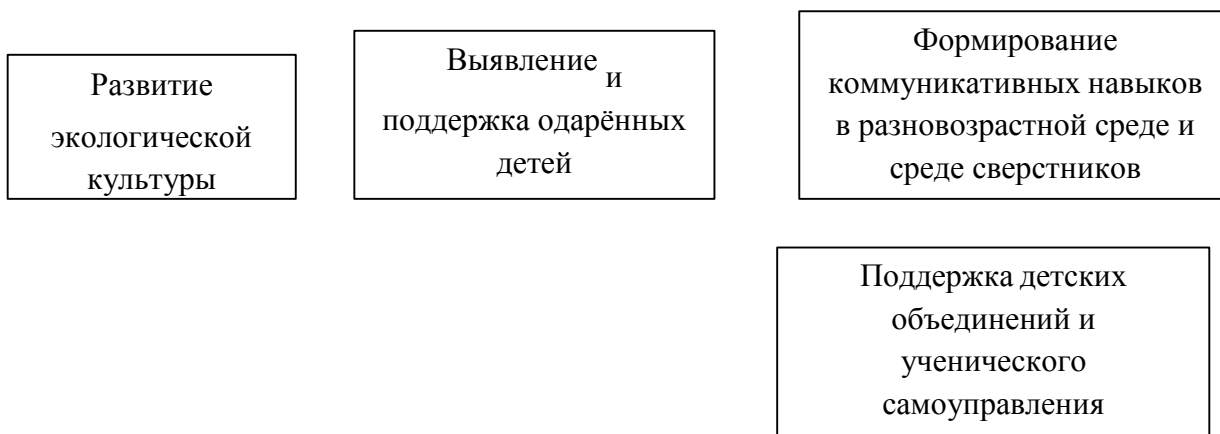 Развитие
экологической
культуры
Выявление и
поддержка одарённых
детей
Формирование
коммуникативных навыков
в разновозрастной среде и
среде сверстников
Поддержка детских
объединений и
ученического
самоуправления